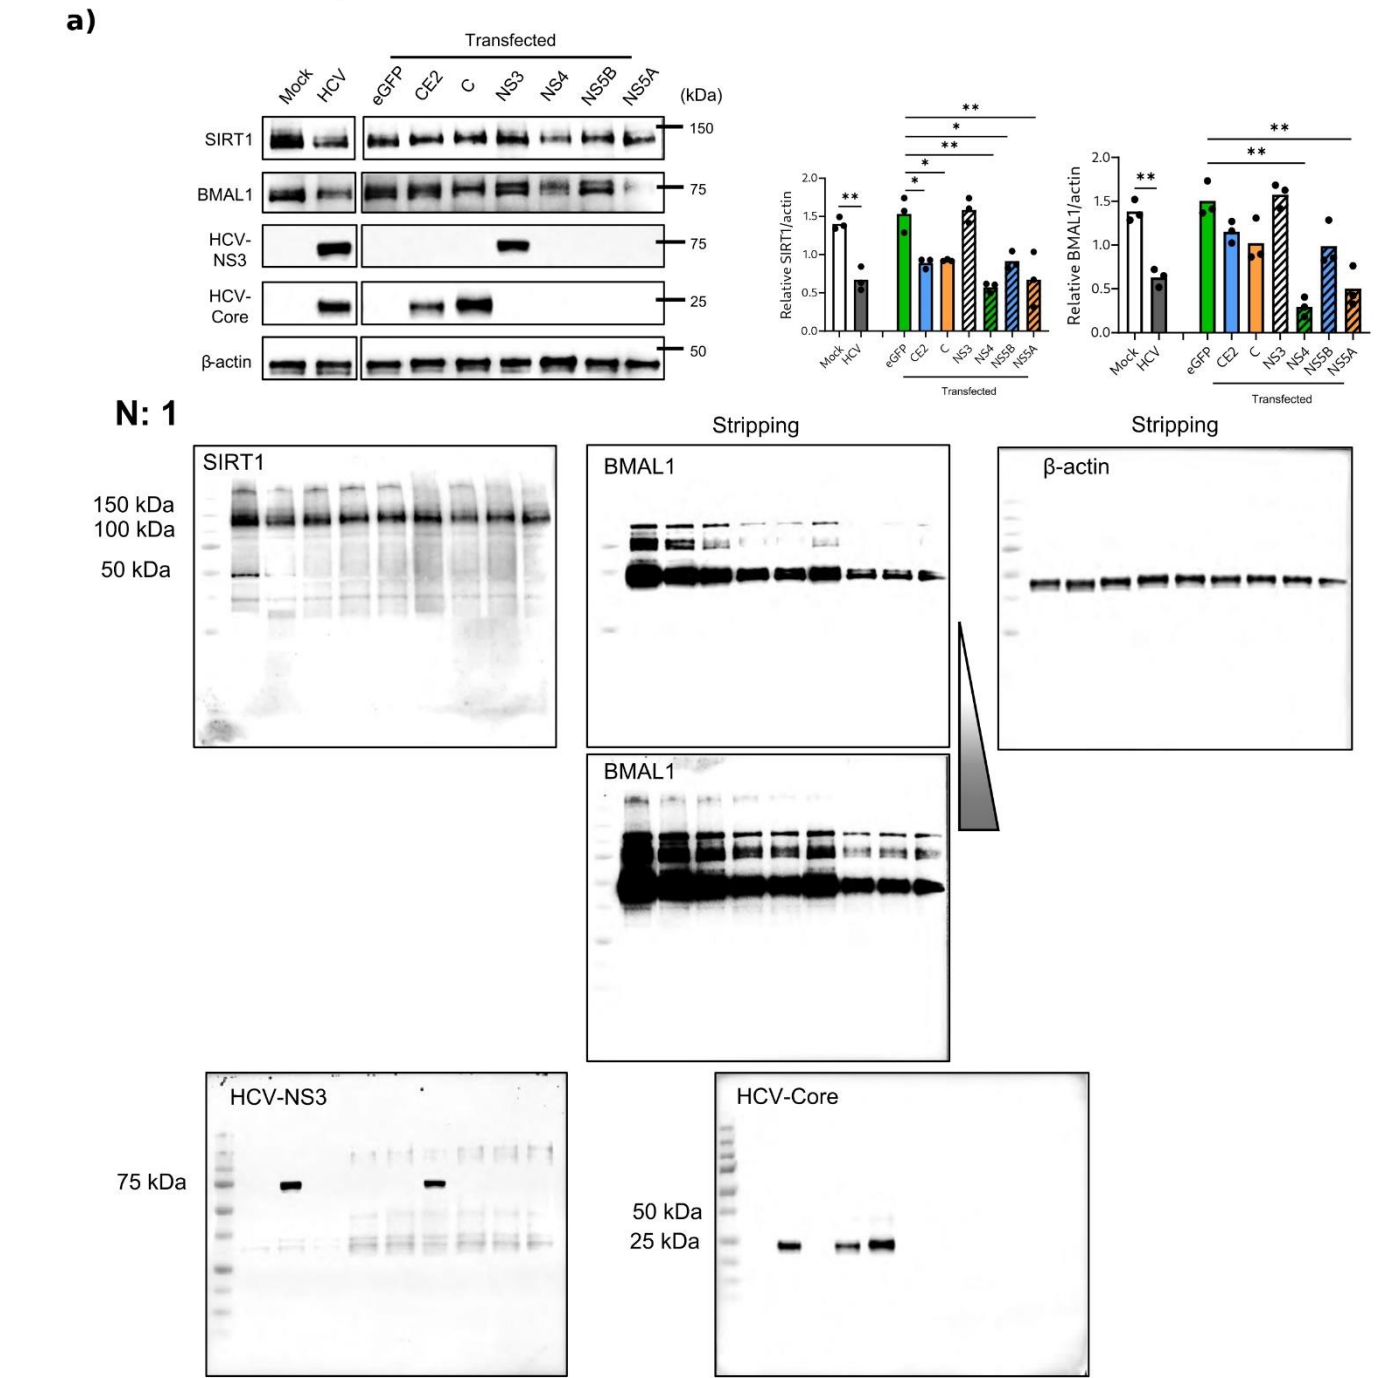 a)
Transfected
Mock HCV eGFP CE2 C NS3 NS4 NS5B NS5A (kDa)
SIRT1 150
BMAL1 75
HCV-
NS3 75
HCV-
Core 25
β-actin 50
** * ** * *
Relative SIRT1/actin
2.0
1.5
1.0
0.5
0.0
Mock HCV eGFP CE2 C NS3 NS4 NS5B NS5A
Transfected
** ** **
Relative BMAL1/actin
2.0
1.5
1.0
0.5
0.0
Mock HCV eGFP CE2 C NS3 NS4 NS5B NS5A
Transfected
N: 1
Stripping
Stripping
SIRT1
150 kDa
100 kDa
50 kDa
BMAL1
β-actin
BMAL1
HCV-NS3
75 kDa
HCV-Core
50 kDa
25 kDa